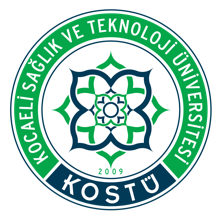 KOCAELİ SAĞLIK VE TEKNOLOJİ ÜNİVERSİTESİ
2009
KOSTÜ